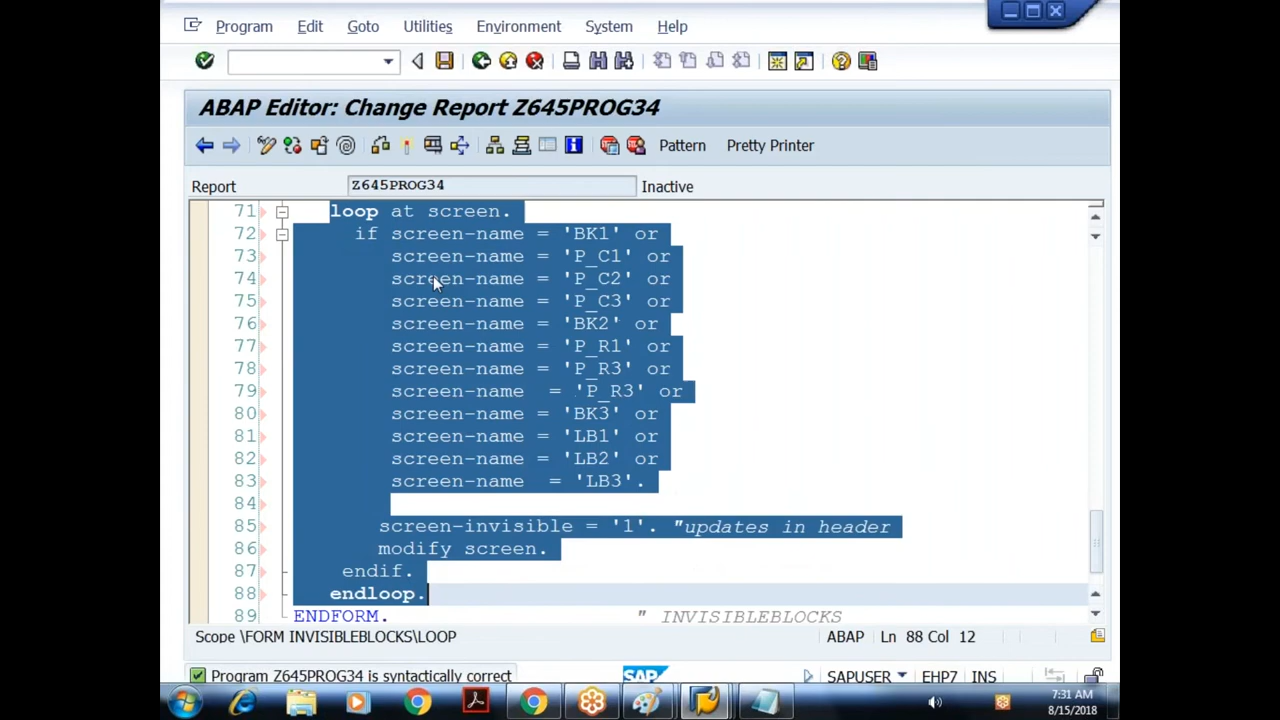 Program Edit Goto Utilities Environment System Help
ABAP Editor: Change Report Z645PROG34
Pattern Pretty Printer
Report Z645PROG34 Inactive
71 loop at screen.
72 if screen-name = 'BK1' or
73 screen-name = 'P_C1' or
74 screen-name = 'P_C2' or
75 screen-name = 'P_C3' or
76 screen-name = 'BK2' or
77 screen-name = 'P_R1' or
78 screen-name = 'P_R3' or
79 screen-name  = 'P_R3' or
80 screen-name = 'BK3' or
81 screen-name = 'LB1' or
82 screen-name = 'LB2' or
83 screen-name  = 'LB3'.
84
85 screen-invisible = '1'. "updates in header
86 modify screen.
87 endif.
88 endloop.
89 ENDFORM. " INVISIBLEBLOCKS
Scope \FORM INVISIBLEBLOCKS\LOOP ABAP Ln 88 Col 12
Program Z645PROG34 is syntactically correct SAP SAPUSER EHP7 INS
7:31 AM
8/15/2018